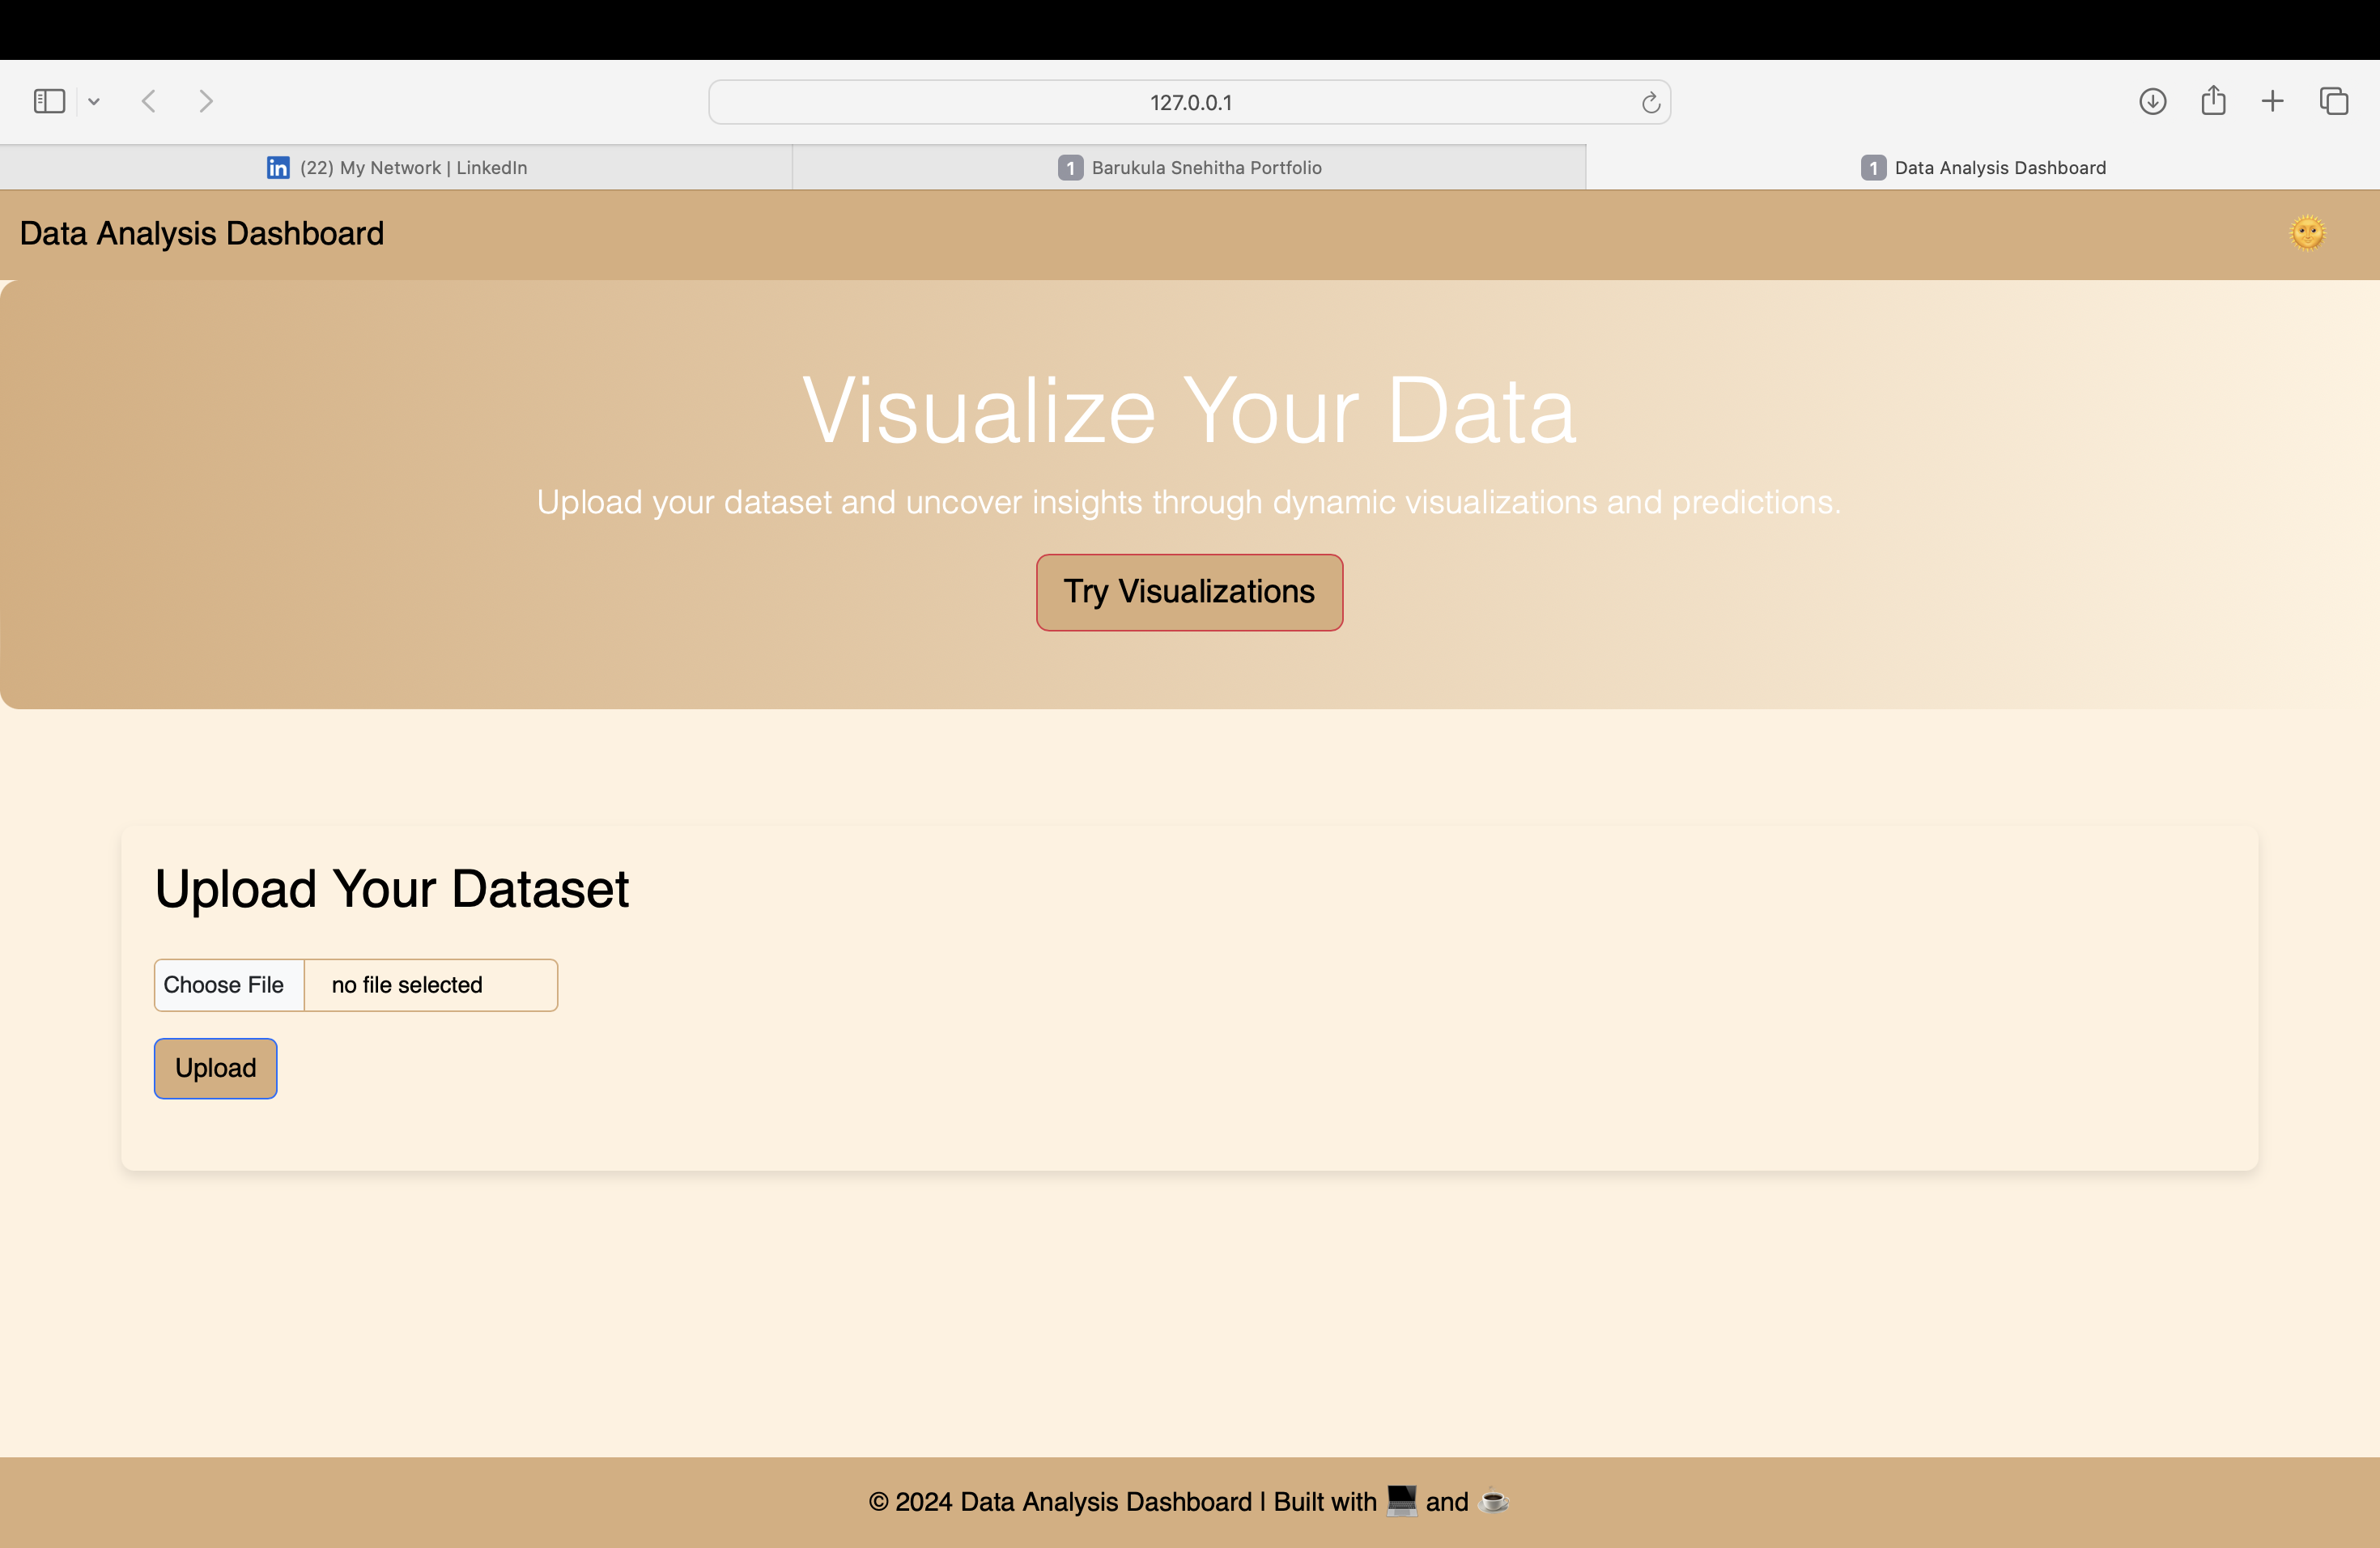 127.0.0.1
in (22) My Network | LinkedIn
1 Barukula Snehitha Portfolio
1 Data Analysis Dashboard
Data Analysis Dashboard
Visualize Your Data
Upload your dataset and uncover insights through dynamic visualizations and predictions.
Try Visualizations
Upload Your Dataset
Choose File no file selected
Upload
© 2024 Data Analysis Dashboard | Built with 💻 and ☕